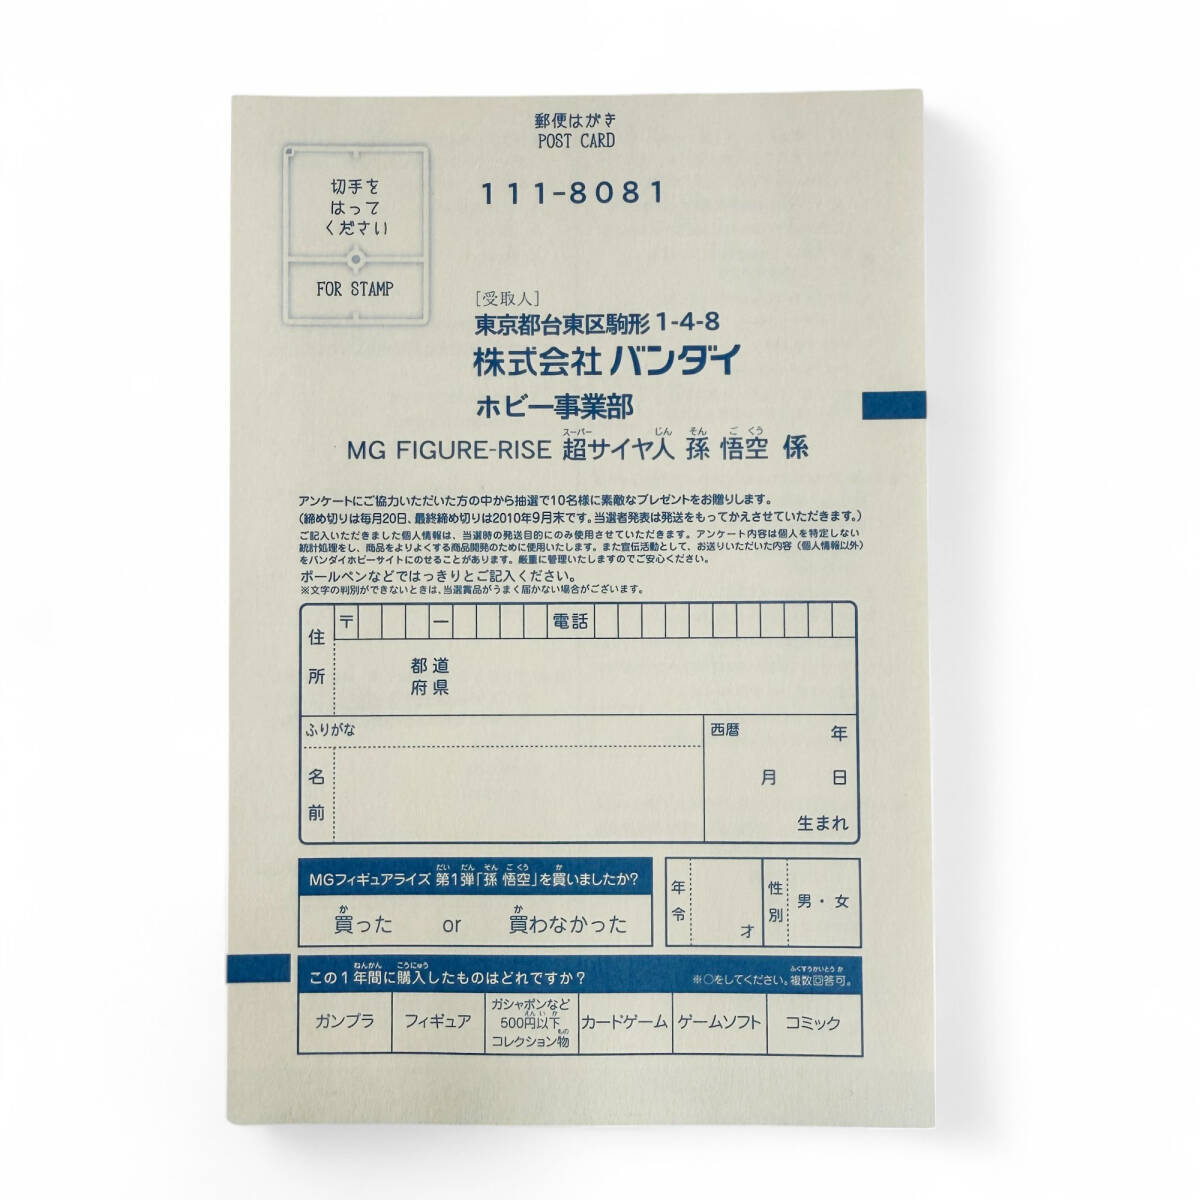 郵便はがき
POST CARD
切手を
はって
ください
FOR STAMP
111-8081
[受取人]
東京都台東区駒形1-4-8
株式会社 バンダイ
ホビー事業部
スーパー じん そん ご くう
MG FIGURE-RISE 超サイヤ人 孫 悟空 係
アンケートにご協力いただいた方の中から抽選で10名様に素敵なプレゼントをお贈りします。
(締め切りは毎月20日、最終締め切りは2010年9月末です。当選者発表は発送をもってかえさせていただきます。)
ご記入いただきました個人情報は、当選時の発送目的にのみ使用させていただきます。アンケート内容は個人を特定しない
統計処理をし、商品をよりよくする商品開発のために使用いたします。また宣伝活動として、お送りいただいた内容(個人情報以外)
をバンダイホビーサイトにのせることがあります。厳重に管理いたしますのでご安心ください。
ボールペンなどではっきりとご記入ください。
※文字の判別ができないときは、当選賞品がうまく届かない場合がございます。
住所
〒 ー 電話
都道
府県
ふりがな
名前
西暦 年
月 日
生まれ
だい だん そん ご くう か
MGフィギュアライズ 第1弾「孫 悟空」を買いましたか?
か か
買った or 買わなかった
年令
才
性別
男・女
ねんかん こうにゅう ふくすうかいとう か
この1年間に購入したものはどれですか? ※○をしてください。複数回答可。
ガンプラ
フィギュア
ガシャポンなど
えん い か
500円以下
もの
コレクション物
カードゲーム
ゲームソフト
コミック